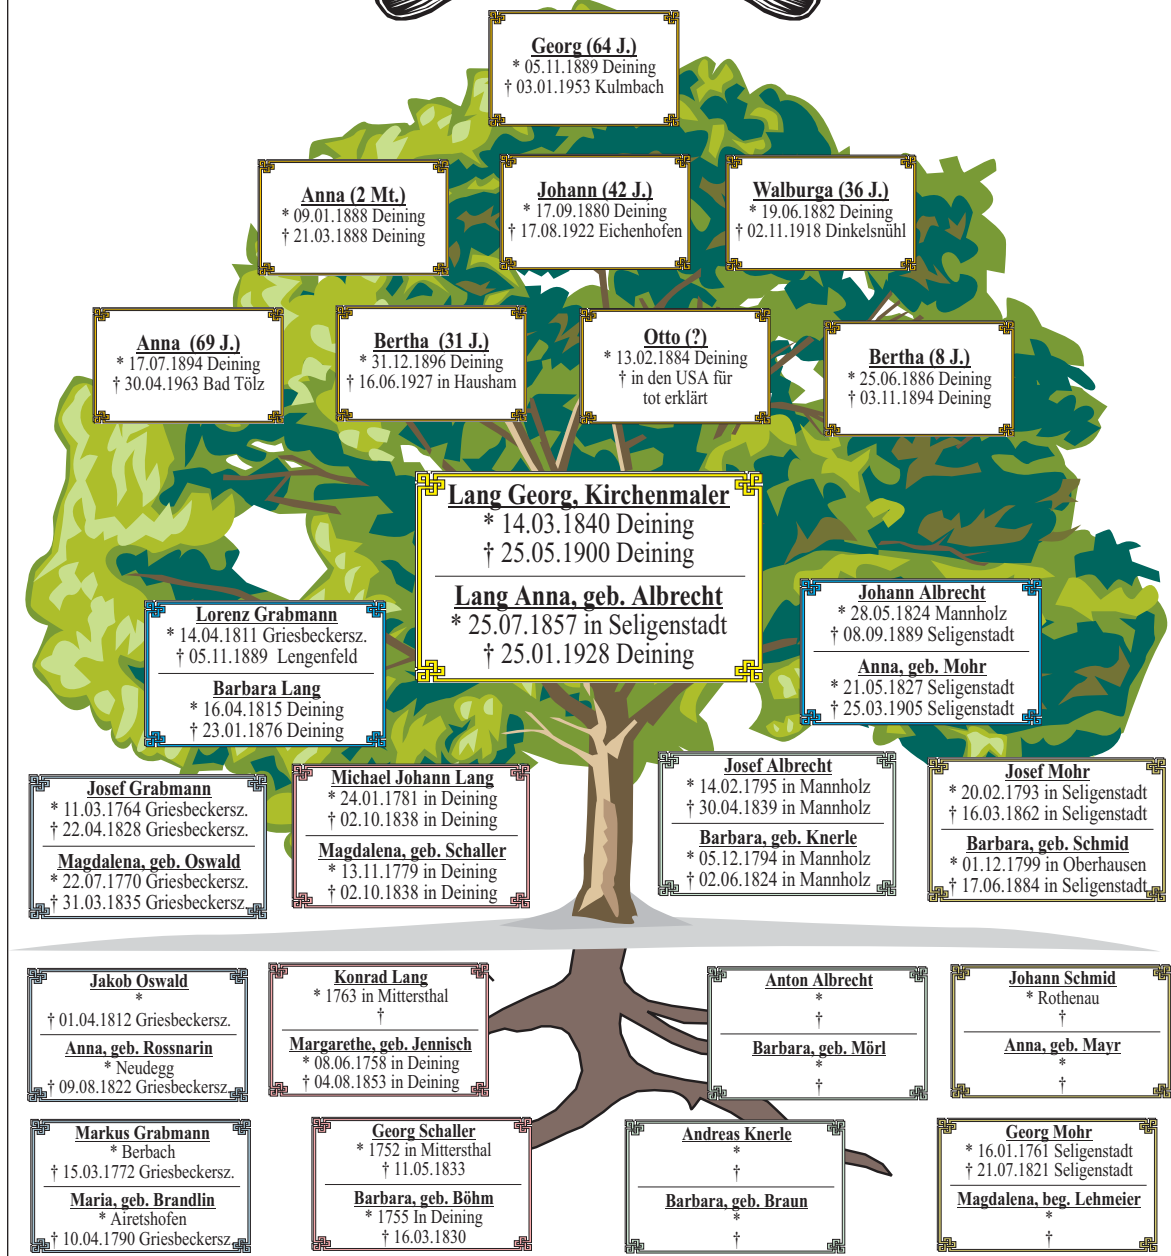 Georg (64 J.)
* 05.11.1889 Deining
† 03.01.1953 Kulmbach
Anna (2 Mt.)
* 09.01.1888 Deining
† 21.03.1888 Deining
Johann (42 J.)
* 17.09.1880 Deining
† 17.08.1922 Eichenhofen
Walburga (36 J.)
* 19.06.1882 Deining
† 02.11.1918 Dinkelsnühl
Anna (69 J.)
* 17.07.1894 Deining
† 30.04.1963 Bad Tölz
Bertha (31 J.)
* 31.12.1896 Deining
† 16.06.1927 in Hausham
Otto (?)
* 13.02.1884 Deining
† in den USA für
tot erklärt
Bertha (8 J.)
* 25.06.1886 Deining
† 03.11.1894 Deining
Lang Georg, Kirchenmaler
* 14.03.1840 Deining
† 25.05.1900 Deining
Lang Anna, geb. Albrecht
* 25.07.1857 in Seligenstadt
† 25.01.1928 Deining
Lorenz Grabmann
* 14.04.1811 Griesbeckersz.
† 05.11.1889 Lengenfeld
Barbara Lang
* 16.04.1815 Deining
† 23.01.1876 Deining
Johann Albrecht
* 28.05.1824 Mannholz
† 08.09.1889 Seligenstadt
Anna, geb. Mohr
* 21.05.1827 Seligenstadt
† 25.03.1905 Seligenstadt
Josef Grabmann
* 11.03.1764 Griesbeckersz.
† 22.04.1828 Griesbeckersz.
Magdalena, geb. Oswald
* 22.07.1770 Griesbeckersz.
† 31.03.1835 Griesbeckersz.
Michael Johann Lang
* 24.01.1781 in Deining
† 02.10.1838 in Deining
Magdalena, geb. Schaller
* 13.11.1779 in Deining
† 02.10.1838 in Deining
Josef Albrecht
* 14.02.1795 in Mannholz
† 30.04.1839 in Mannholz
Barbara, geb. Knerle
* 05.12.1794 in Mannholz
† 02.06.1824 in Mannholz
Josef Mohr
* 20.02.1793 in Seligenstadt
† 16.03.1862 in Seligenstadt
Barbara, geb. Schmid
* 01.12.1799 in Oberhausen
† 17.06.1884 in Seligenstadt
Jakob Oswald
*
† 01.04.1812 Griesbeckersz.
Anna, geb. Rossnarin
* Neudegg
† 09.08.1822 Griesbeckersz.
Konrad Lang
* 1763 in Mittersthal
†
Margarethe, geb. Jennisch
* 08.06.1758 in Deining
† 04.08.1853 in Deining
Anton Albrecht
*
†
Barbara, geb. Mörl
*
†
Johann Schmid
* Rothenau
†
Anna, geb. Mayr
*
†
Markus Grabmann
* Berbach
† 15.03.1772 Griesbeckersz.
Maria, geb. Brandlin
* Airetshofen
† 10.04.1790 Griesbeckersz.
Georg Schaller
* 1752 in Mittersthal
† 11.05.1833
Barbara, geb. Böhm
* 1755 In Deining
† 16.03.1830
Andreas Knerle
*
†
Barbara, geb. Braun
*
†
Georg Mohr
* 16.01.1761 Seligenstadt
† 21.07.1821 Seligenstadt
Magdalena, beg. Lehmeier
*
†